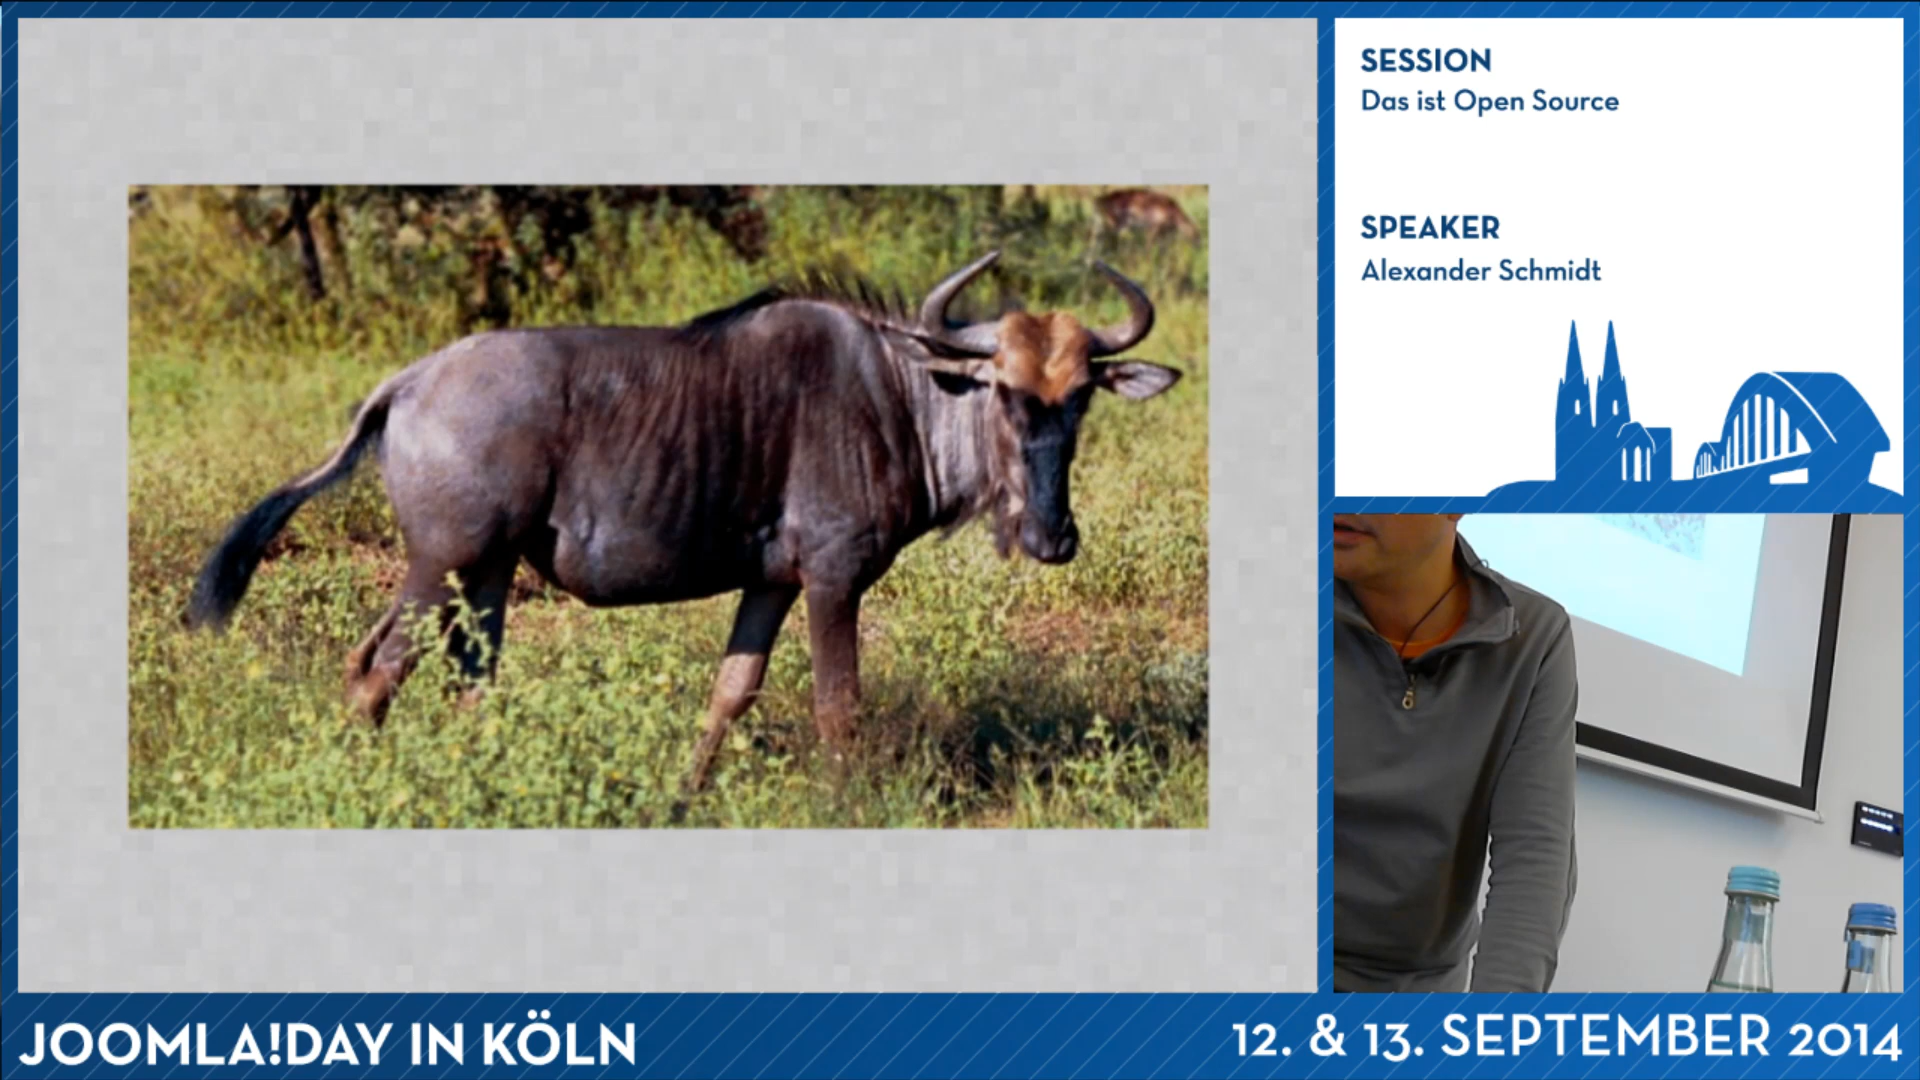 SESSION
Das ist Open Source
SPEAKER
Alexander Schmidt
JOOMLA!DAY IN KÖLN
12. & 13. SEPTEMBER 2014